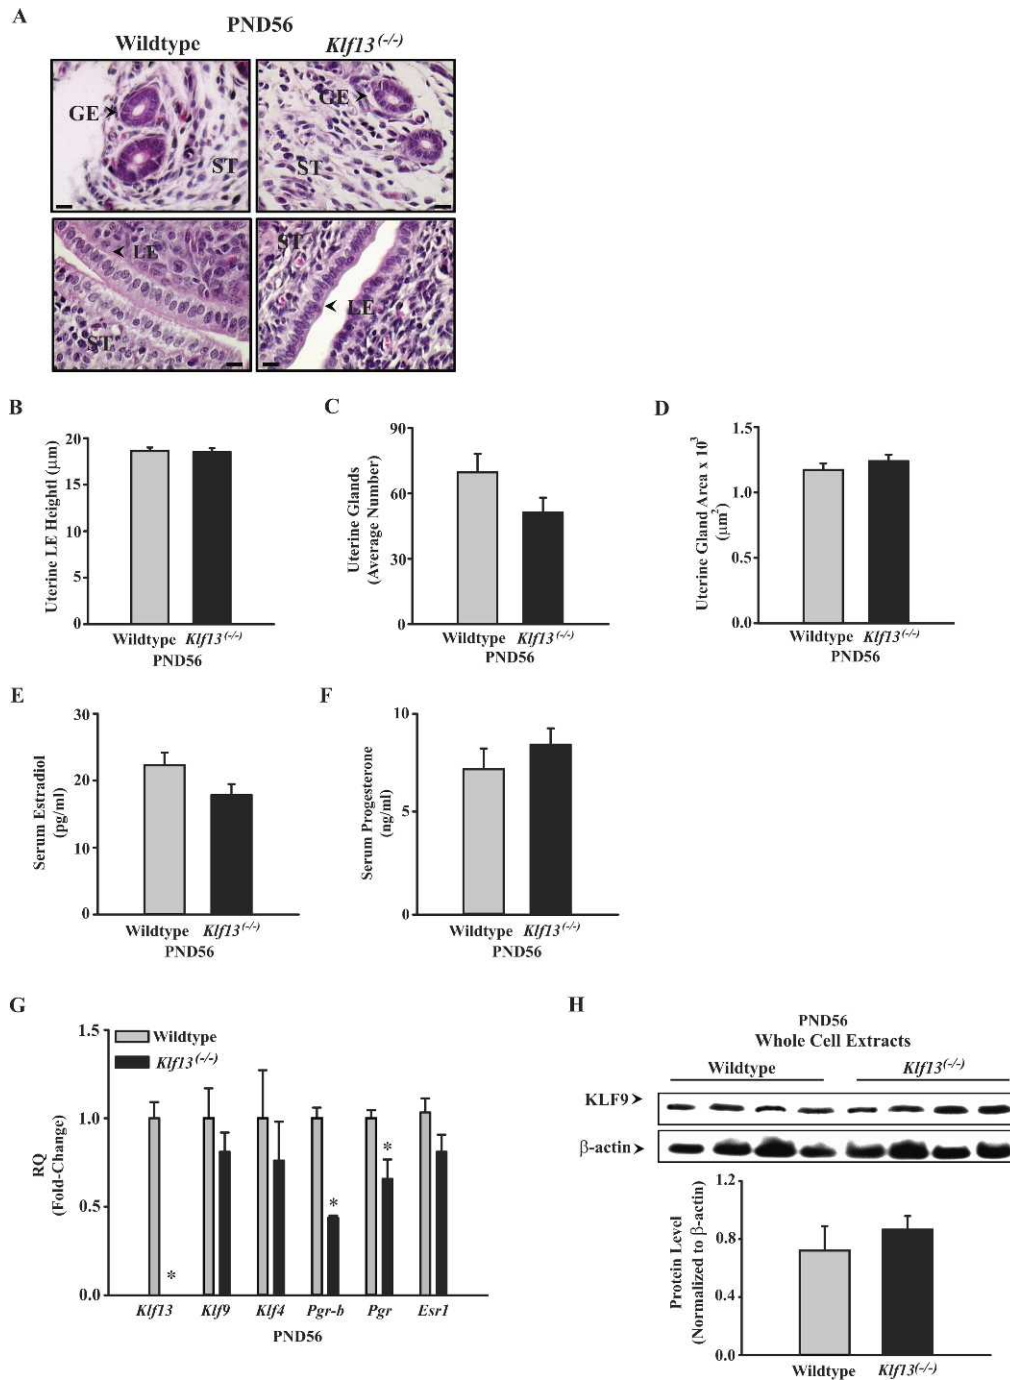 A
PND56
Wildtype
Klf13(-/-)
GE
GE
ST
ST
LE
ST
ST
LE
B
Uterine LE Heightl (µm)
20
15
10
5
0
Wildtype Klf13(-/-)
PND56
C
Uterine Glands
(Average Number)
90
60
30
0
Wildtype Klf13(-/-)
PND56
D
Uterine Gland Area x 10³
(µm²)
1.5
1.0
0.5
0.0
Wildtype Klf13(-/-)
PND56
E
Serum Estradiol
(pg/ml)
30
20
10
0
Wildtype Klf13(-/-)
PND56
F
Serum Progesterone
(ng/ml)
10
5
0
Wildtype Klf13(-/-)
PND56
G
RQ
(Fold-Change)
1.5
1.0
0.5
0.0
Wildtype
Klf13(-/-)
*
*
*
Klf13 Klf9 Klf4 Pgr-b Pgr Esr1
PND56
H
PND56
Whole Cell Extracts
Wildtype Klf13(-/-)
KLF9
β-actin
Protein Level
(Normalized to β-actin)
1.2
0.8
0.4
0.0
Wildtype Klf13(-/-)